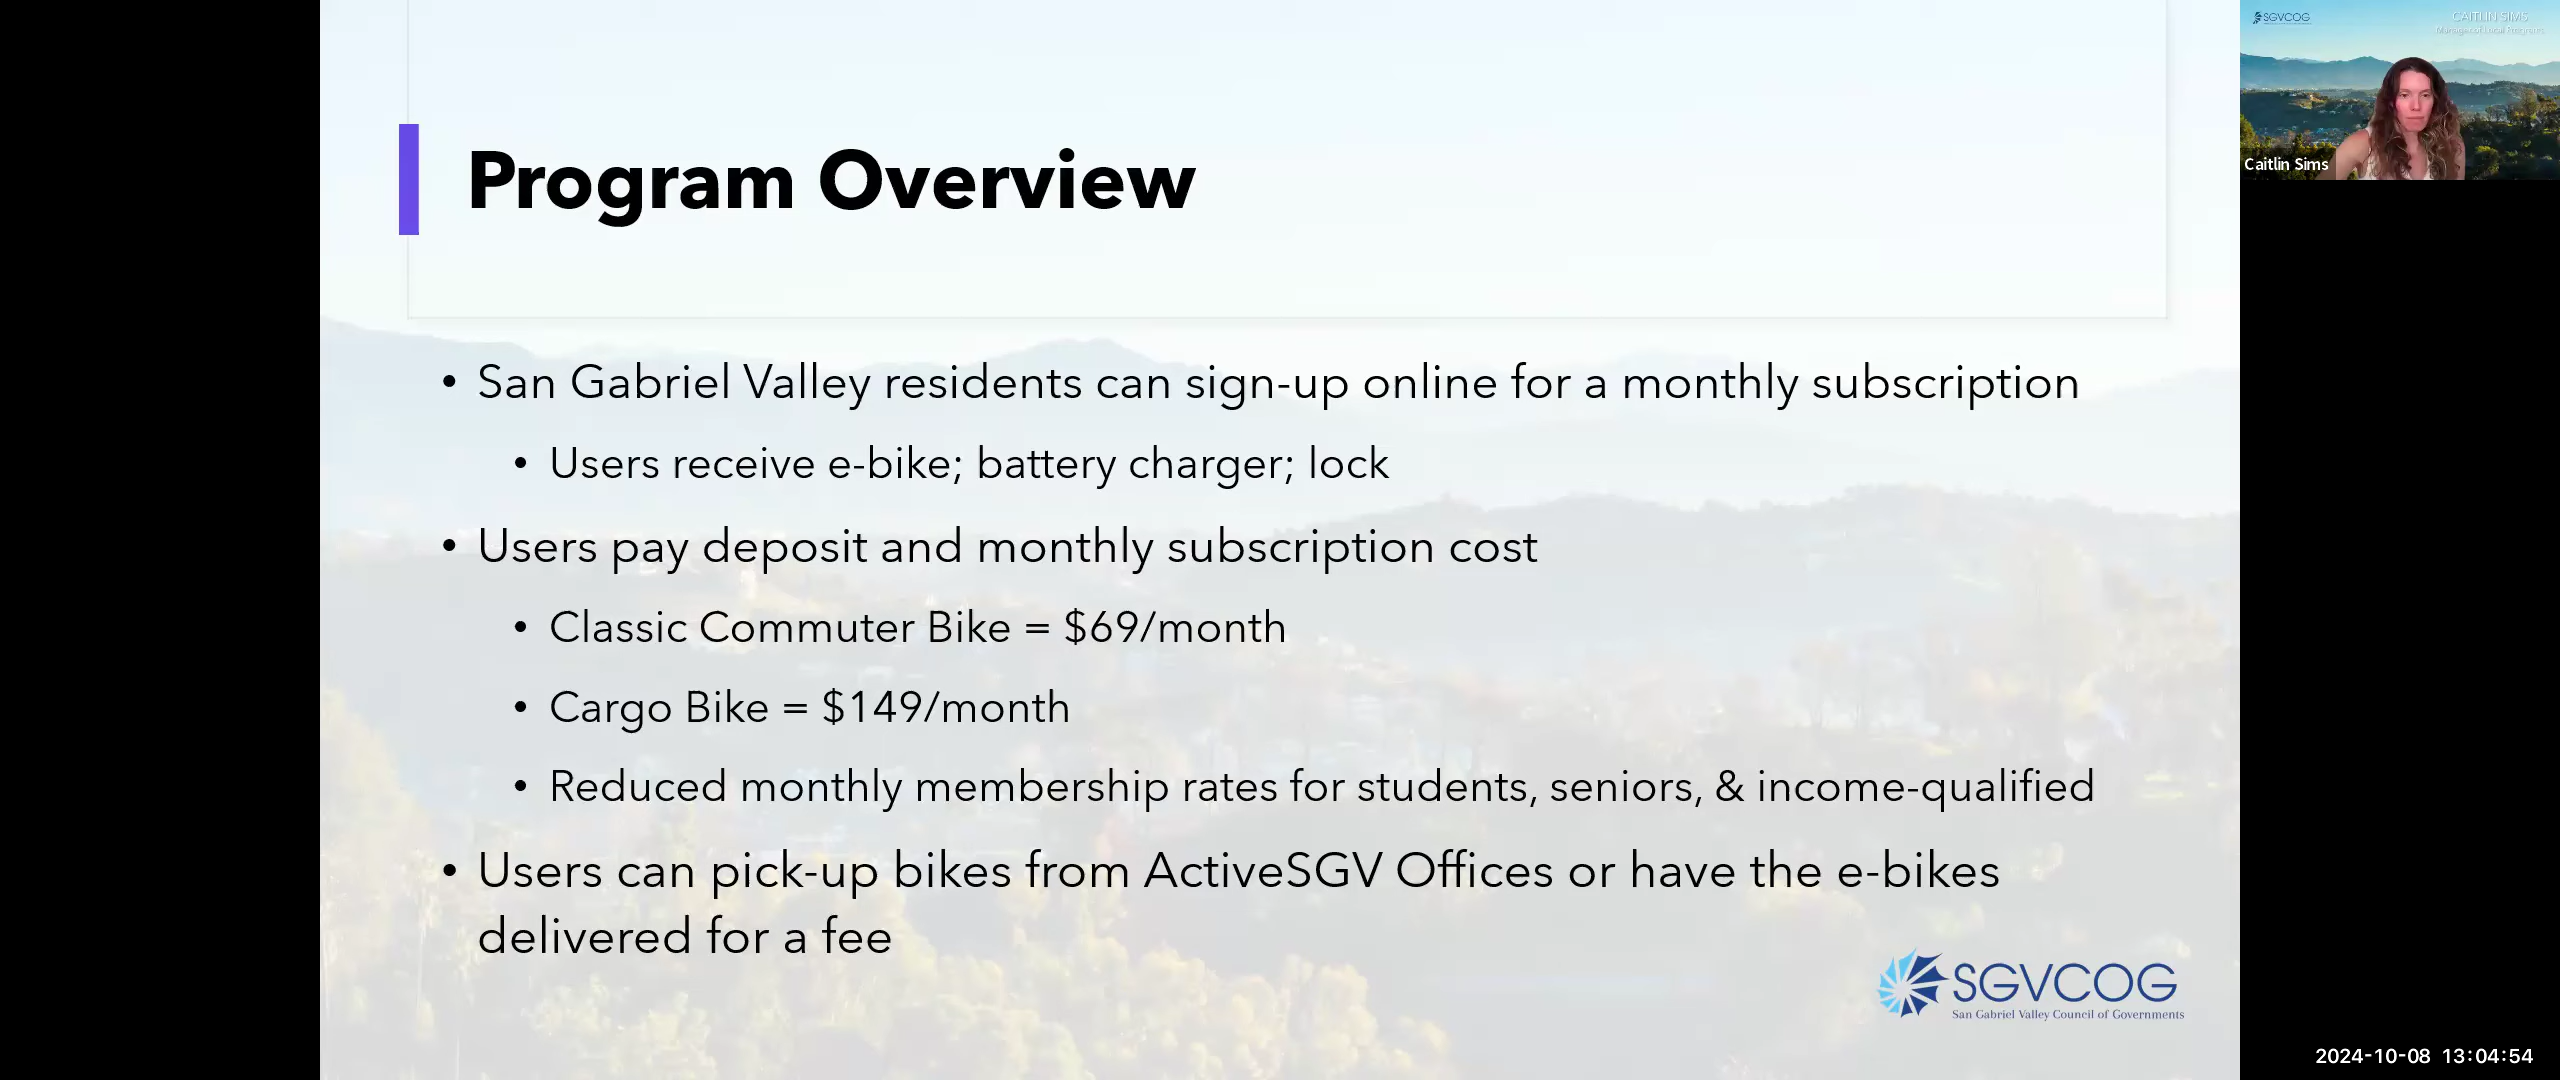 Program Overview
• San Gabriel Valley residents can sign-up online for a monthly subscription
• Users receive e-bike; battery charger; lock
• Users pay deposit and monthly subscription cost
• Classic Commuter Bike = $69/month
• Cargo Bike = $149/month
• Reduced monthly membership rates for students, seniors, & income-qualified
• Users can pick-up bikes from ActiveSGV Offices or have the e-bikes
delivered for a fee
SGVCOG
San Gabriel Valley Council of Governments
SGVCOG
CAITLIN SIMS
Manager of Local Programs
Caitlin Sims
2024-10-08 13:04:54